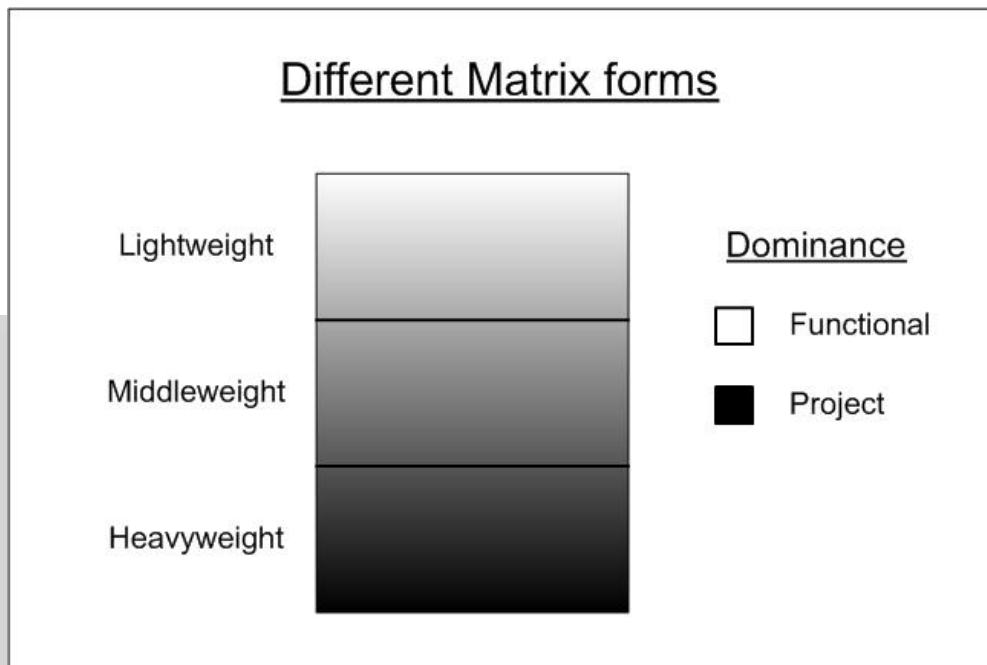 Different Matrix forms
Lightweight
Middleweight
Heavyweight
Dominance
Functional
Project